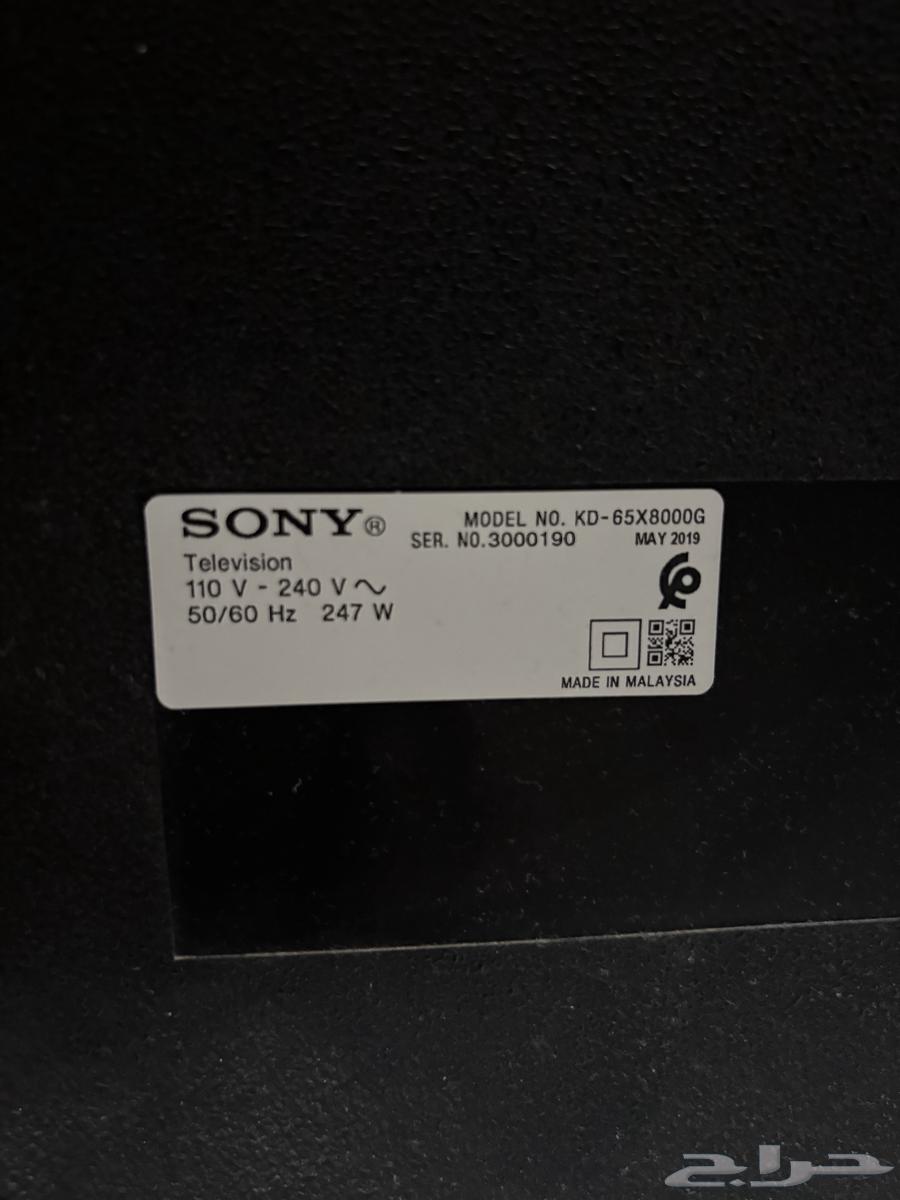 SONY®
MODEL NO. KD-65X8000G
SER. NO.3000190
MAY 2019
Television
110 V - 240 V ~
50/60 Hz 247 W
MADE IN MALAYSIA
حراج